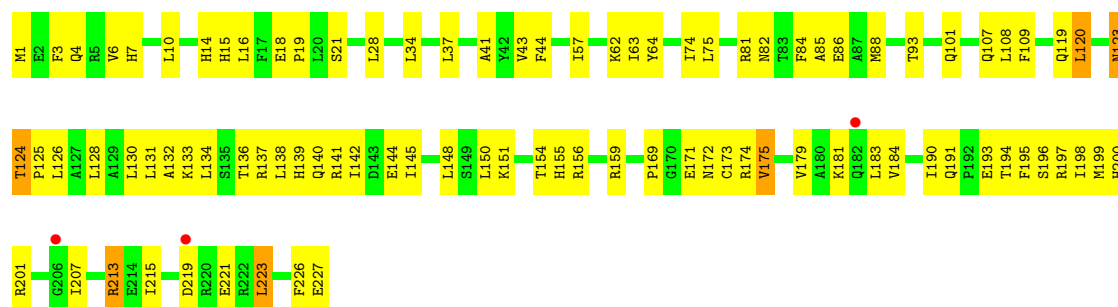 M1 E2 F3 Q4 R5 V6 H7 L10 H14 H15 L16 F17 E18 P19 L20 S21 L28 L34 L37 A41 Y42 V43 F44 I57 K62 I63 Y64 I74 L75 R81 N82 T83 F84 A85 E86 A87 M88 T93 Q101 Q107 L108 F109 Q119 L120 N123
T124 P125 L126 A127 L128 A129 L130 L131 A132 K133 L134 S135 T136 R137 L138 H139 Q140 R141 I142 D143 E144 I145 L148 S149 L150 K151 T154 H155 R156 R159 P169 G170 E171 N172 C173 R174 V175 V179 A180 K181 Q182 L183 V184 I190 Q191 P192 E193 T194 F195 S196 R197 I198 M199 H200
R201 G206 I207 R213 E214 I215 D219 R220 E221 R222 L223 F226 E227